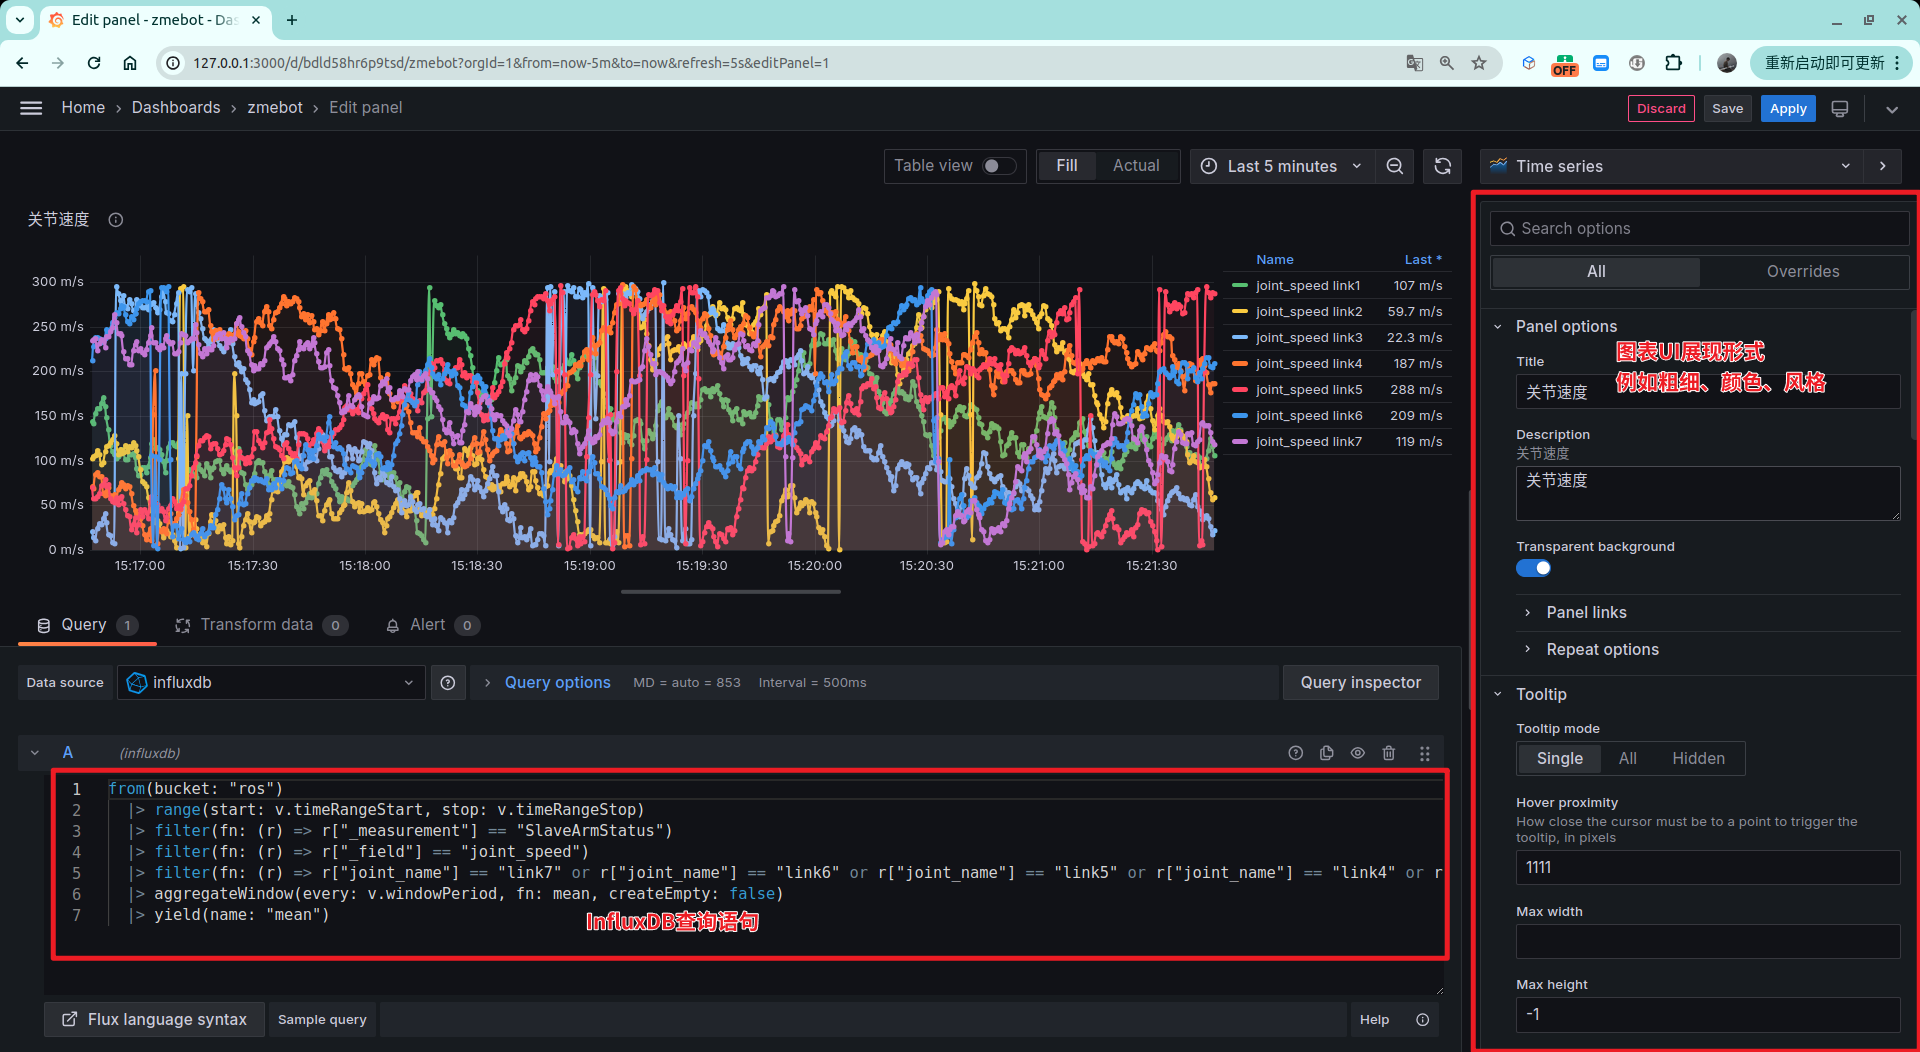 Edit panel - zmebot - Da
127.0.0.1:3000/d/bdld58hr6p9tsd/zmebot?orgId=1&from=now-5m&to=now&refresh=5s&editPanel=1
OFF
重新启动即可更新
Home > Dashboards > zmebot > Edit panel
Discard Save Apply
Table view Fill Actual Last 5 minutes Time series
关节速度
Search options
All Overrides
300 m/s
250 m/s
200 m/s
150 m/s
100 m/s
50 m/s
0 m/s
15:17:00 15:17:30 15:18:00 15:18:30 15:19:00 15:19:30 15:20:00 15:20:30 15:21:00 15:21:30
Name Last *
joint_speed link1 107 m/s
joint_speed link2 59.7 m/s
joint_speed link3 22.3 m/s
joint_speed link4 187 m/s
joint_speed link5 288 m/s
joint_speed link6 209 m/s
joint_speed link7 119 m/s
Query 1 Transform data 0 Alert 0
Data source influxdb Query options MD = auto = 853 Interval = 500ms Query inspector
A (influxdb)
1 from(bucket: "ros")
2 |> range(start: v.timeRangeStart, stop: v.timeRangeStop)
3 |> filter(fn: (r) => r["_measurement"] == "SlaveArmStatus")
4 |> filter(fn: (r) => r["_field"] == "joint_speed")
5 |> filter(fn: (r) => r["joint_name"] == "link7" or r["joint_name"] == "link6" or r["joint_name"] == "link5" or r["joint_name"] == "link4" or r
6 |> aggregateWindow(every: v.windowPeriod, fn: mean, createEmpty: false)
7 |> yield(name: "mean")
InfluxDB查询语句
Flux language syntax Sample query Help
Panel options
图表UI展现形式
例如粗细、颜色、风格
Title
关节速度
Description
关节速度
关节速度
Transparent background
Panel links
Repeat options
Tooltip
Tooltip mode
Single All Hidden
Hover proximity
How close the cursor must be to a point to trigger the
tooltip, in pixels
1111
Max width
Max height
-1